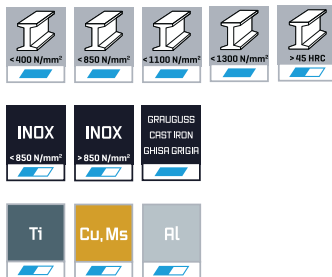 <400 N/mm² <850 N/mm² <1100 N/mm² <1300 N/mm² >45 HRC
INOX INOX GRAUGUSS
CAST IRON
GHISA GRIGIA
<850 N/mm² >850 N/mm²
Ti Cu, Ms Al